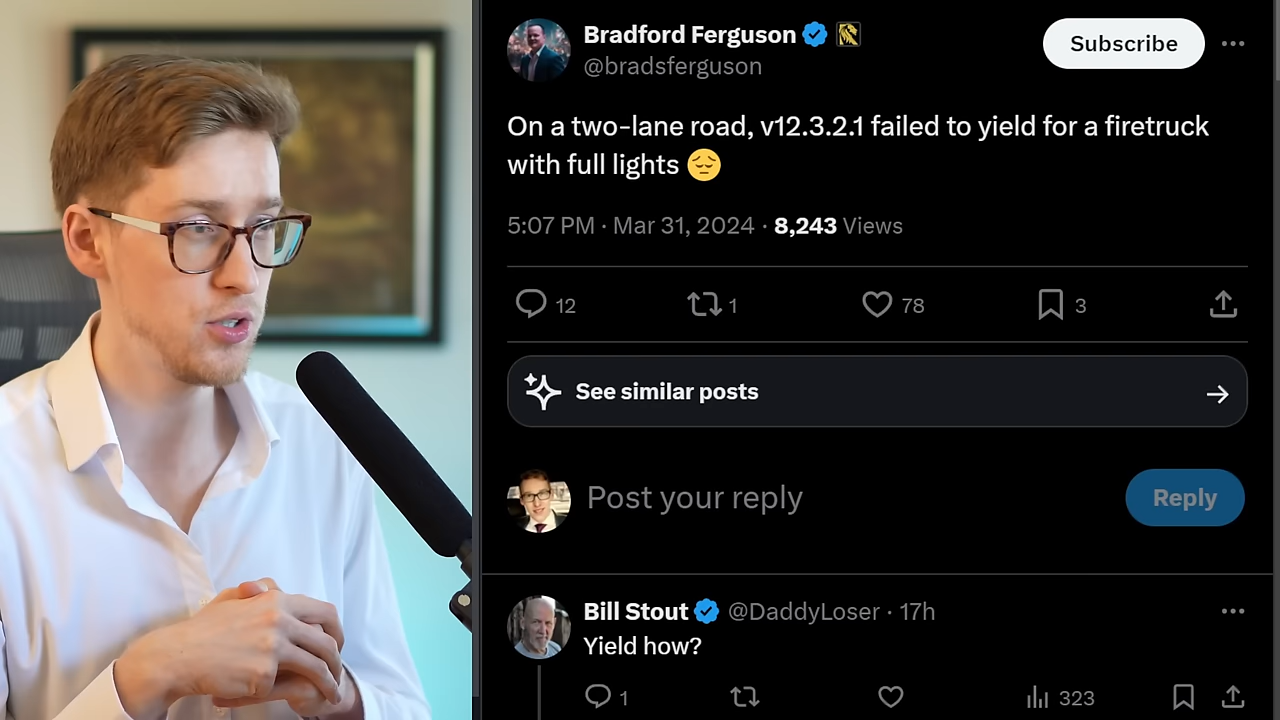 Bradford Ferguson
Subscribe
@bradsferguson
On a two-lane road, v12.3.2.1 failed to yield for a firetruck
with full lights 😔
5:07 PM · Mar 31, 2024 · 8,243 Views
12
1
78
3
See similar posts
Post your reply
Reply
Bill Stout @DaddyLoser · 17h
Yield how?
1
323